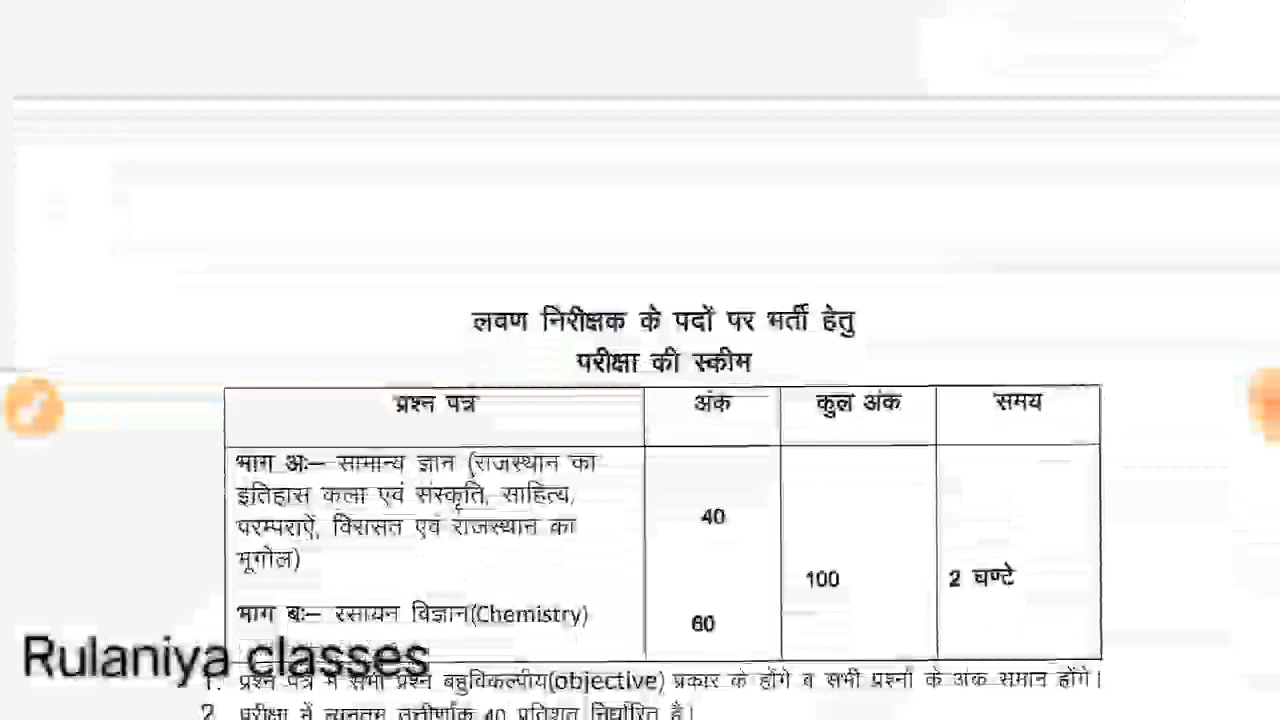 लवण निरीक्षक के पदों पर भर्ती हेतु
परीक्षा की स्कीम
प्रश्न पत्र अंक कुल अंक समय
भाग अः– सामान्य ज्ञान (राजस्थान का
इतिहास कला एवं संस्कृति, साहित्य,
परम्पराऐं, विरासत एवं राजस्थान का
भूगोल)
40
100 2 घण्टे
भाग बः– रसायन विज्ञान(Chemistry)
60
Rulaniya classes
1. प्रश्न पत्र में सभी प्रश्न बहुविकल्पीय(objective) प्रकार के होंगे व सभी प्रश्नों के अंक समान होंगे।
2. परीक्षा में न्यूनतम उत्तीर्णांक 40 प्रतिशत निर्धारित है।